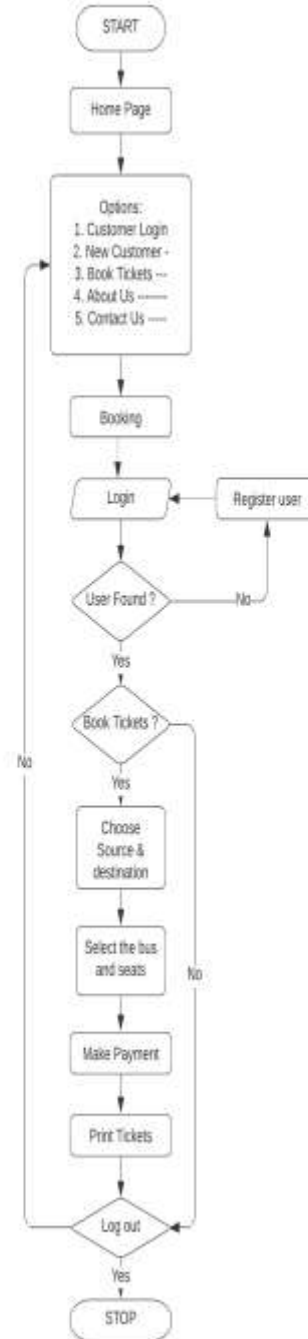 START
Home Page
Options:
1. Customer Login
2. New Customer -
3. Book Tickets ---
4. About Us -------
5. Contact Us -----
Booking
Login
Register user
User Found ?
No
Yes
Book Tickets ?
No
Yes
Choose
Source &
destination
Select the bus
and seats
No
Make Payment
Print Tickets
Log out
Yes
STOP